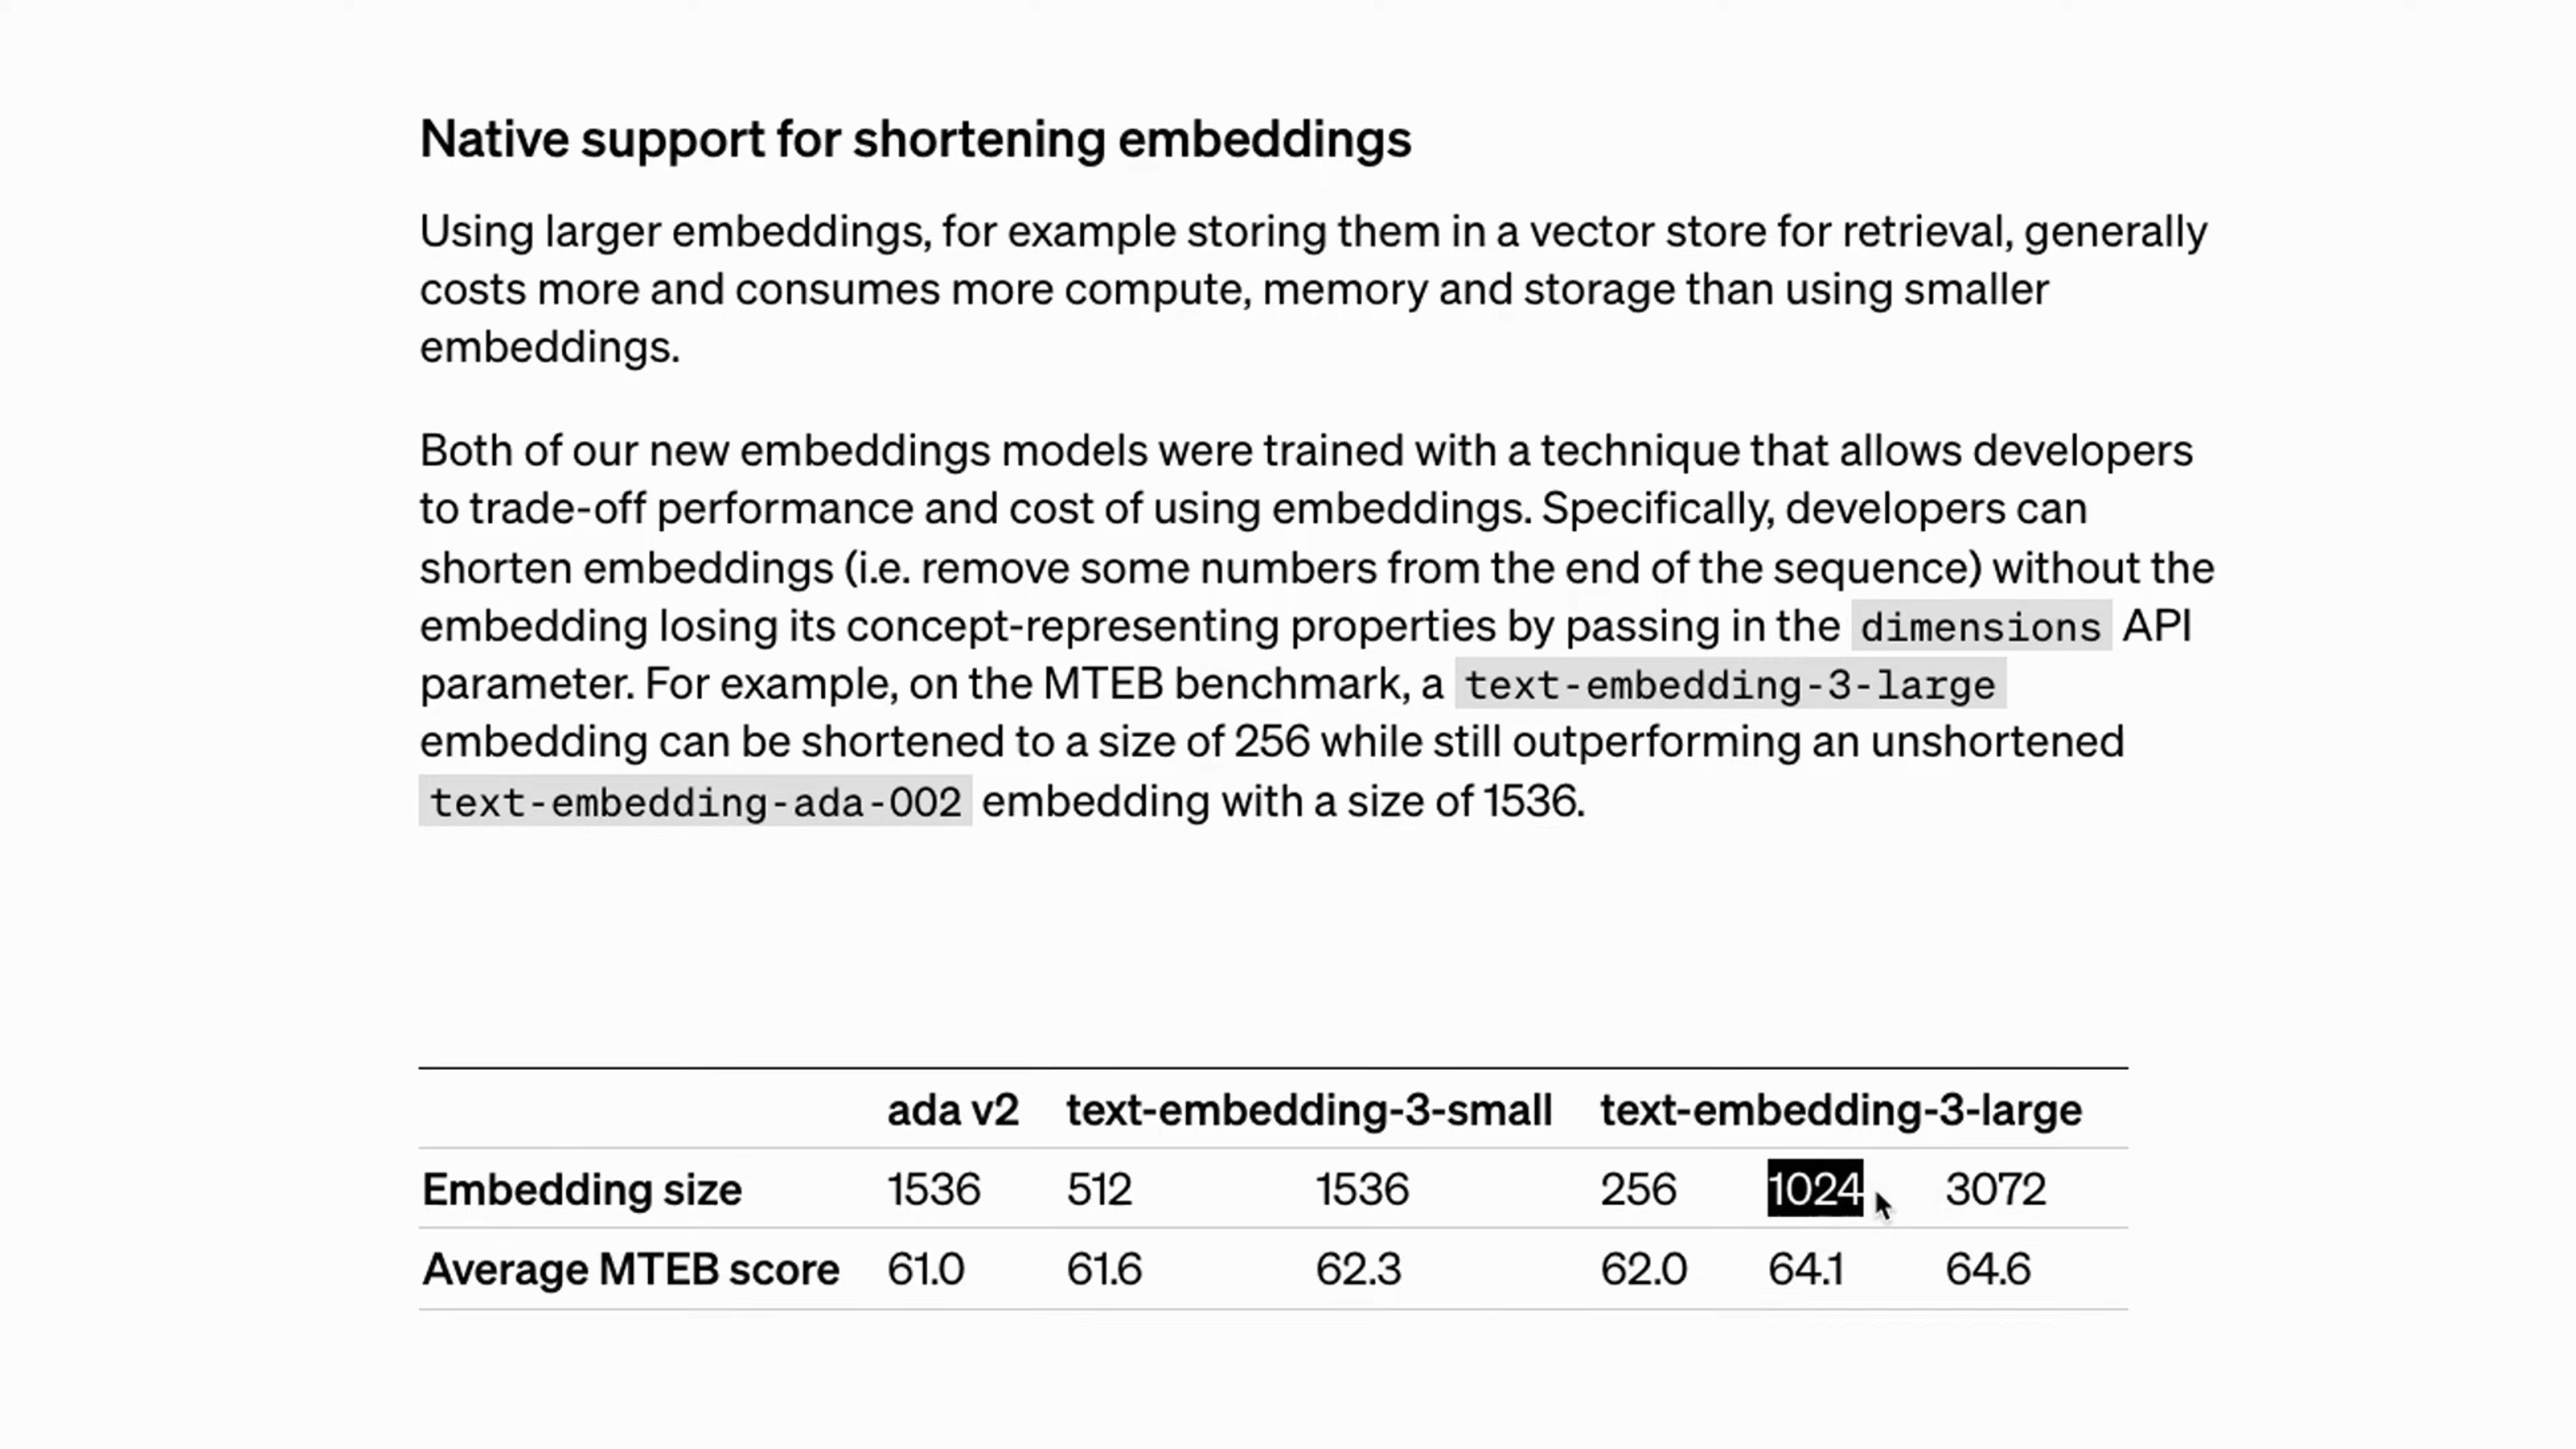 Native support for shortening embeddings
Using larger embeddings, for example storing them in a vector store for retrieval, generally
costs more and consumes more compute, memory and storage than using smaller
embeddings.
Both of our new embeddings models were trained with a technique that allows developers
to trade-off performance and cost of using embeddings. Specifically, developers can
shorten embeddings (i.e. remove some numbers from the end of the sequence) without the
embedding losing its concept-representing properties by passing in the dimensions API
parameter. For example, on the MTEB benchmark, a text-embedding-3-large
embedding can be shortened to a size of 256 while still outperforming an unshortened
text-embedding-ada-002 embedding with a size of 1536.
ada v2 text-embedding-3-small text-embedding-3-large
Embedding size 1536 512 1536 256 1024 3072
Average MTEB score 61.0 61.6 62.3 62.0 64.1 64.6